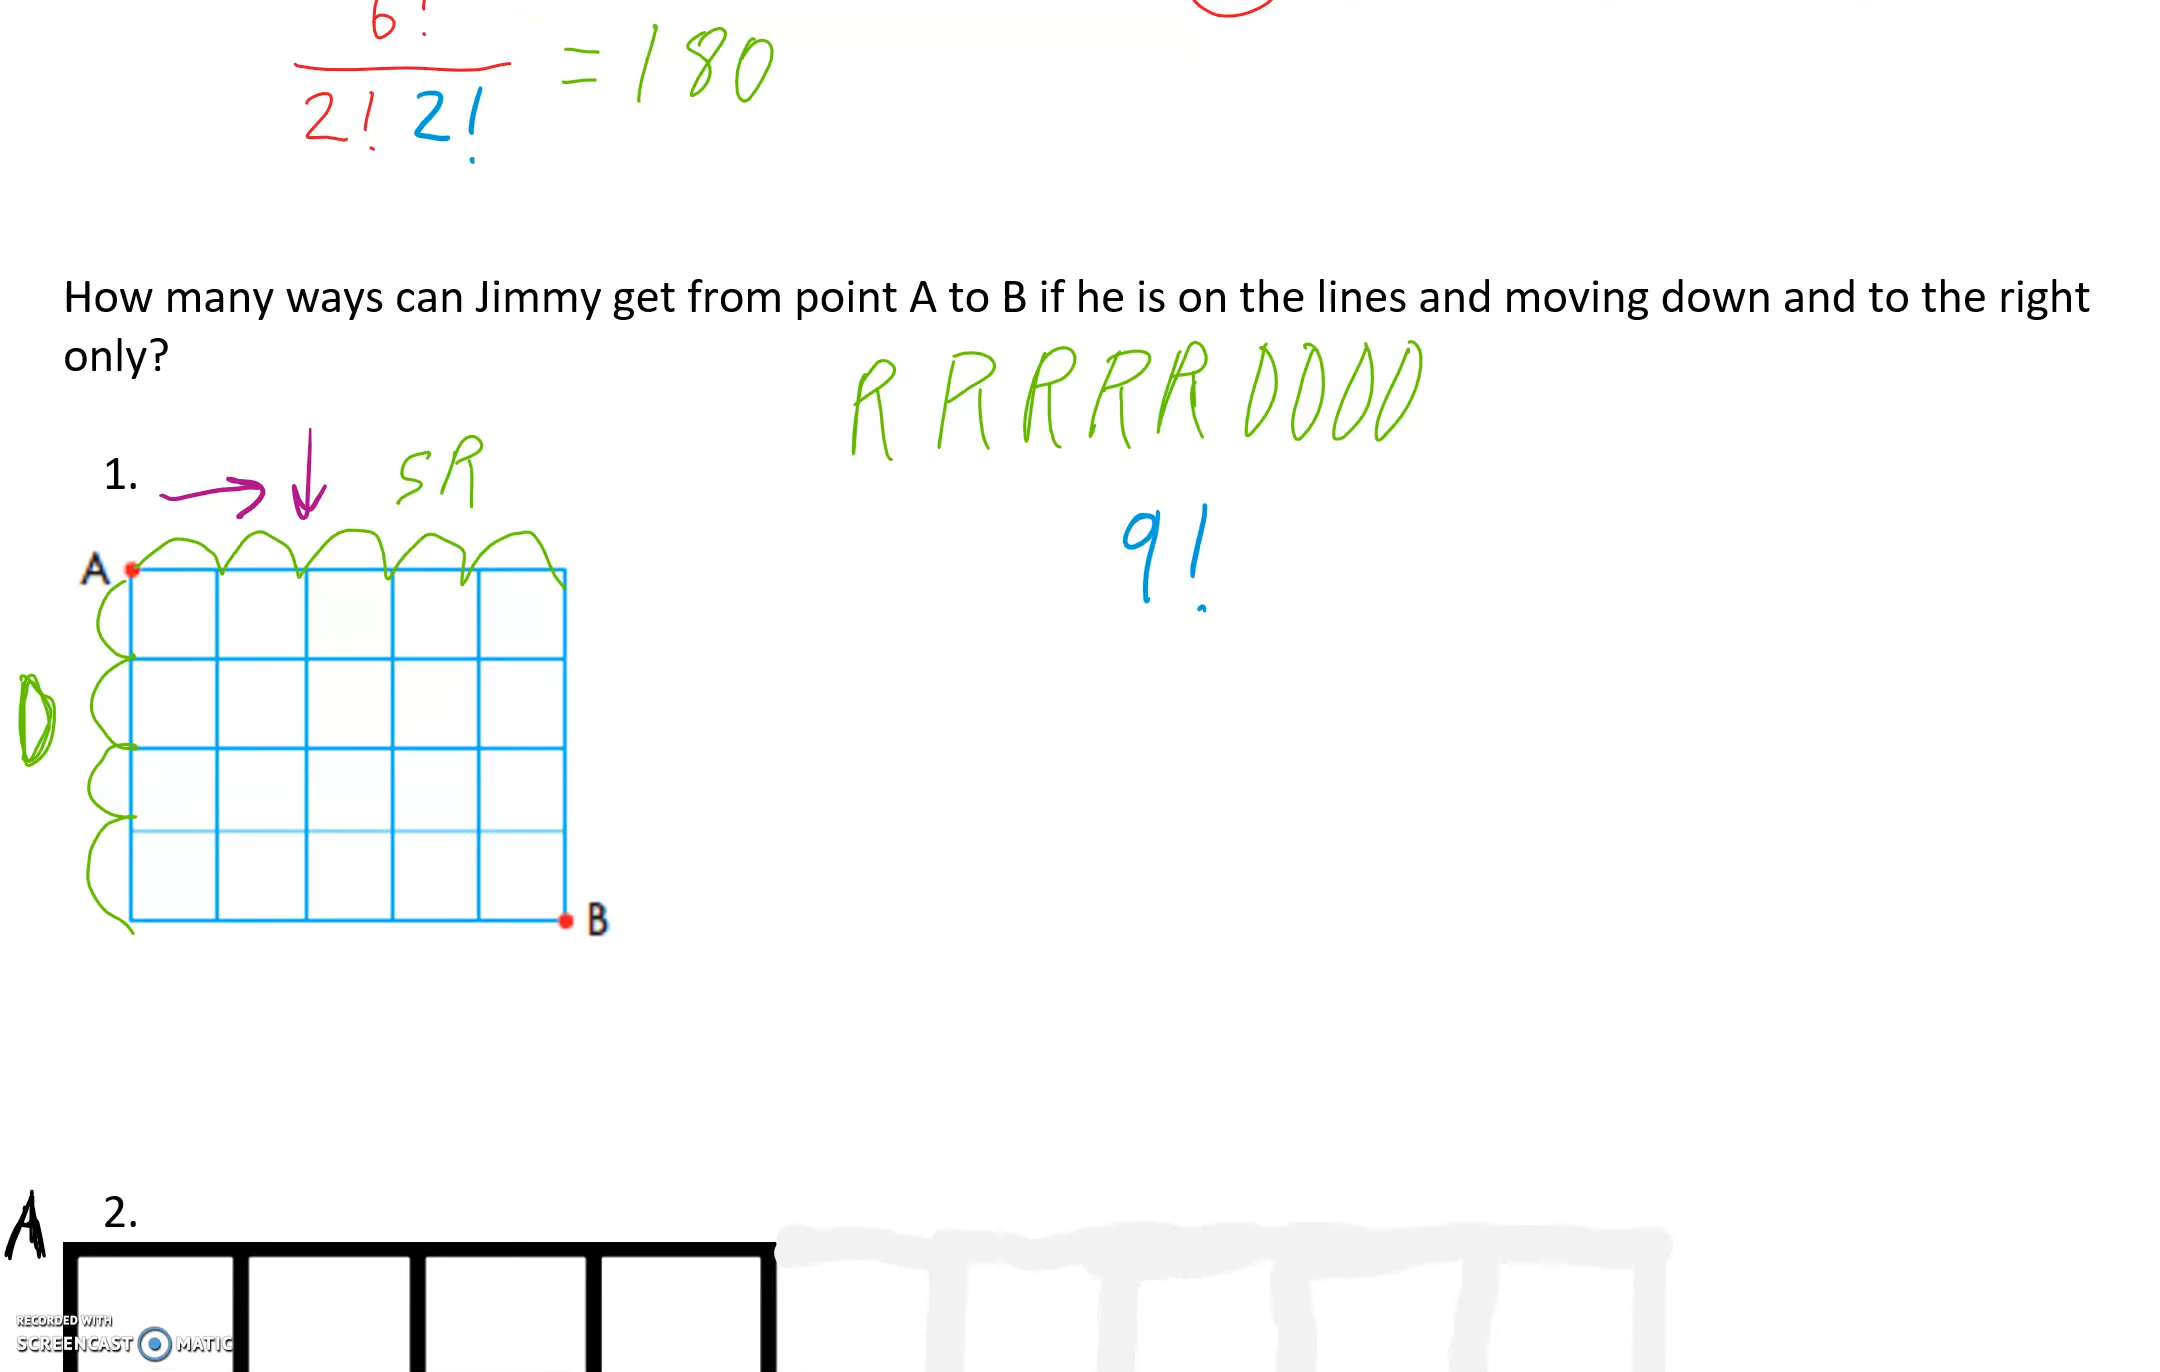 6!
2! 2!
= 180
How many ways can Jimmy get from point A to B if he is on the lines and moving down and to the right
only?
R R R R R D D D D
1.
5R
9!
A
D
B
A
2.
RECORDED WITH
SCREENCAST MATIC